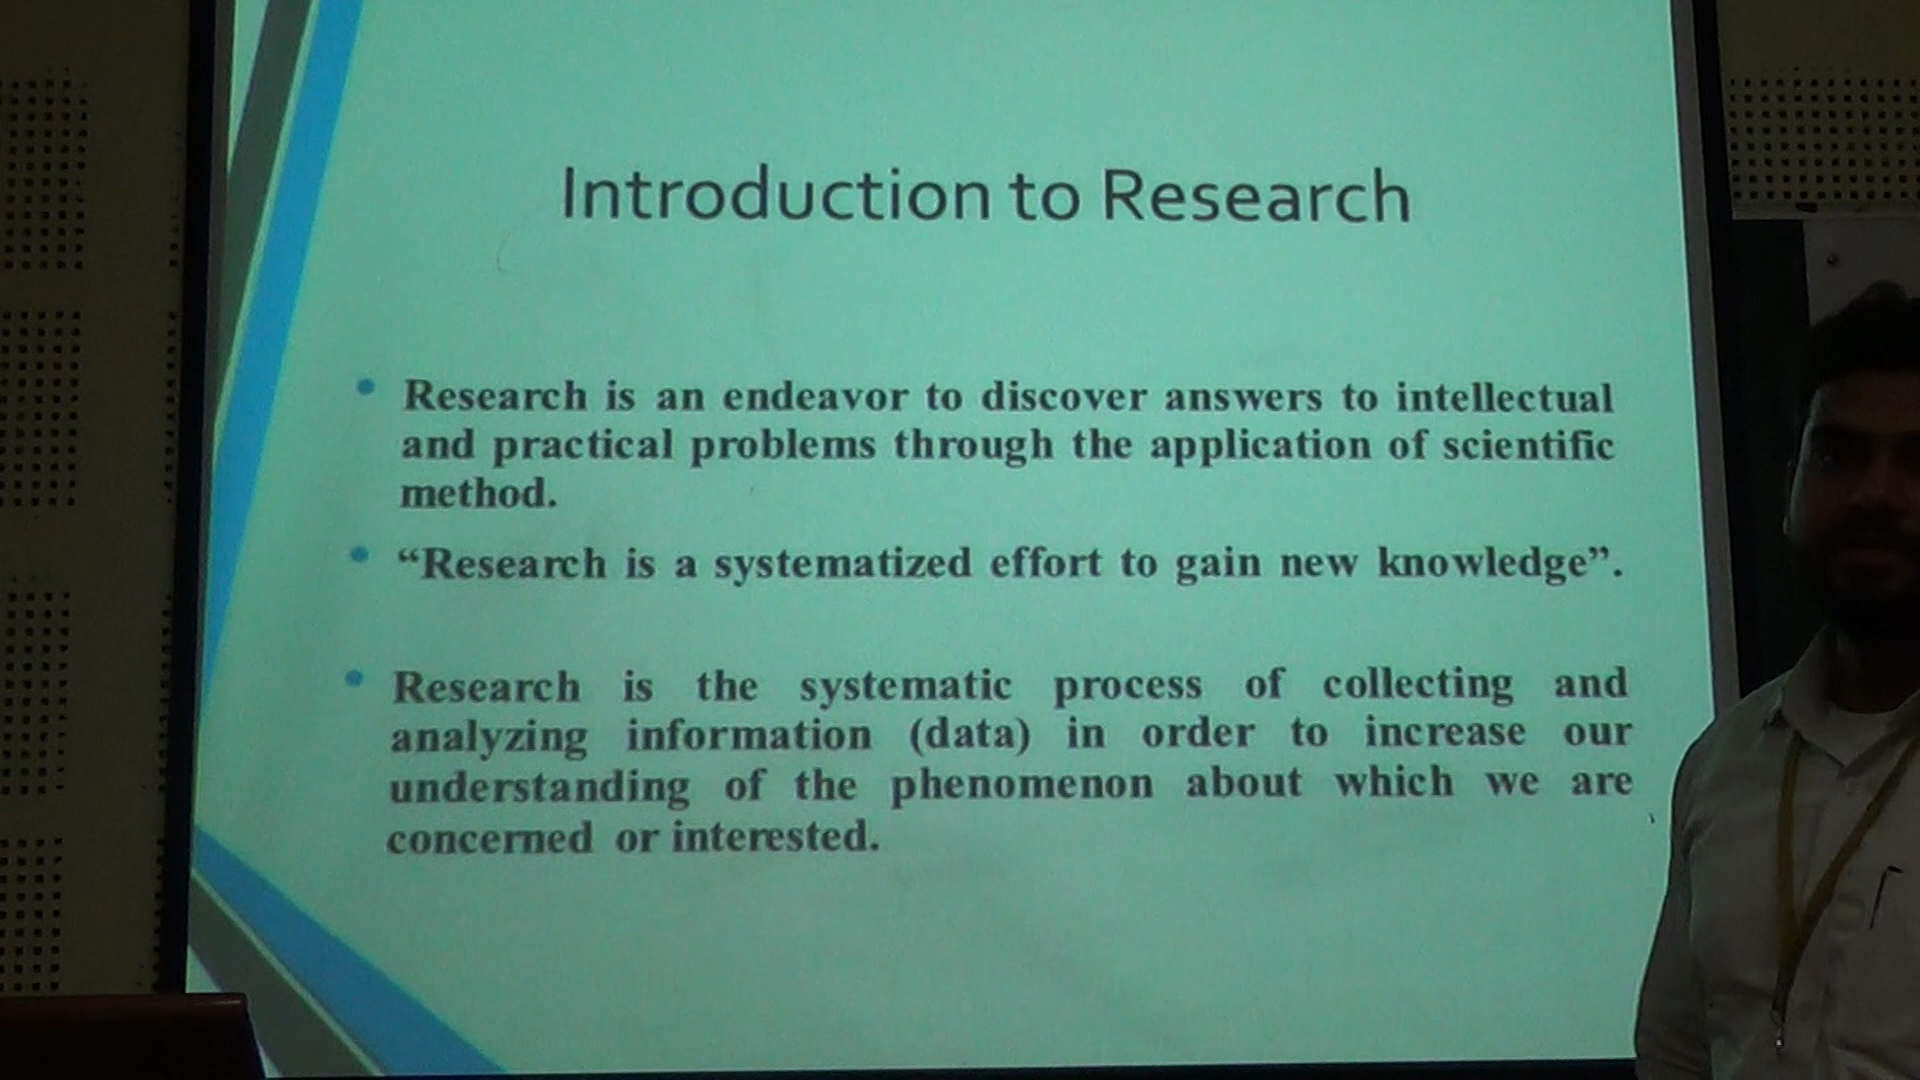 Introduction to Research
• Research is an endeavor to discover answers to intellectual
and practical problems through the application of scientific
method.
• “Research is a systematized effort to gain new knowledge”.
• Research is the systematic process of collecting and
analyzing information (data) in order to increase our
understanding of the phenomenon about which we are
concerned or interested.